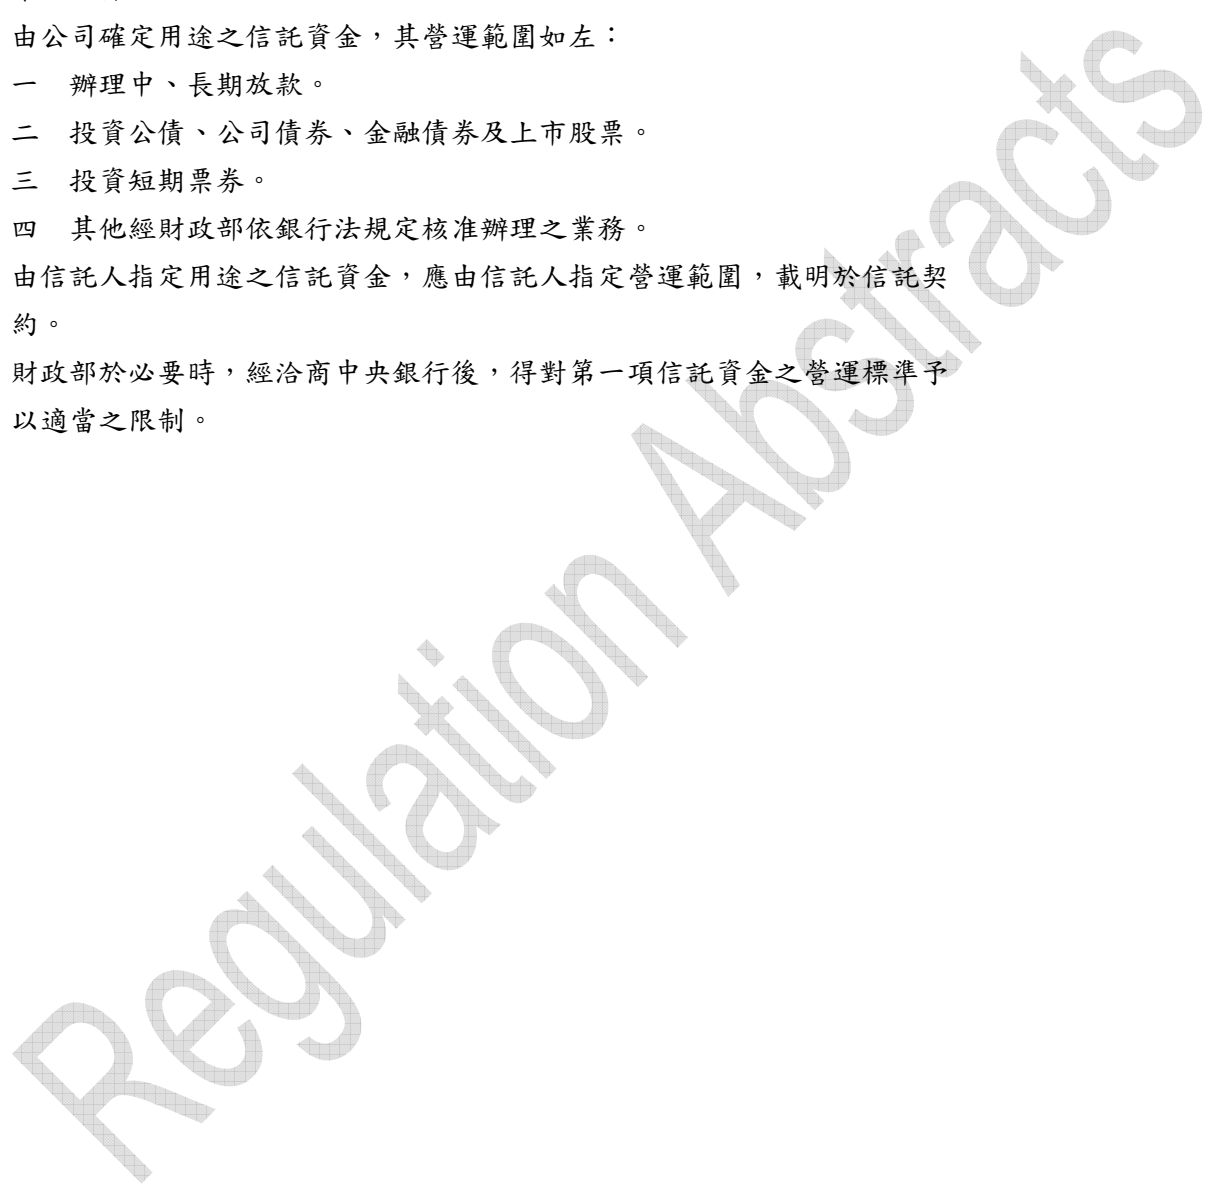 由公司確定用途之信託資金，其營運範圍如左：
一　辦理中、長期放款。
二　投資公債、公司債券、金融債券及上市股票。
三　投資短期票券。
四　其他經財政部依銀行法規定核准辦理之業務。
由信託人指定用途之信託資金，應由信託人指定營運範圍，載明於信託契
約。
財政部於必要時，經洽商中央銀行後，得對第一項信託資金之營運標準予
以適當之限制。
Regulation Abstracts